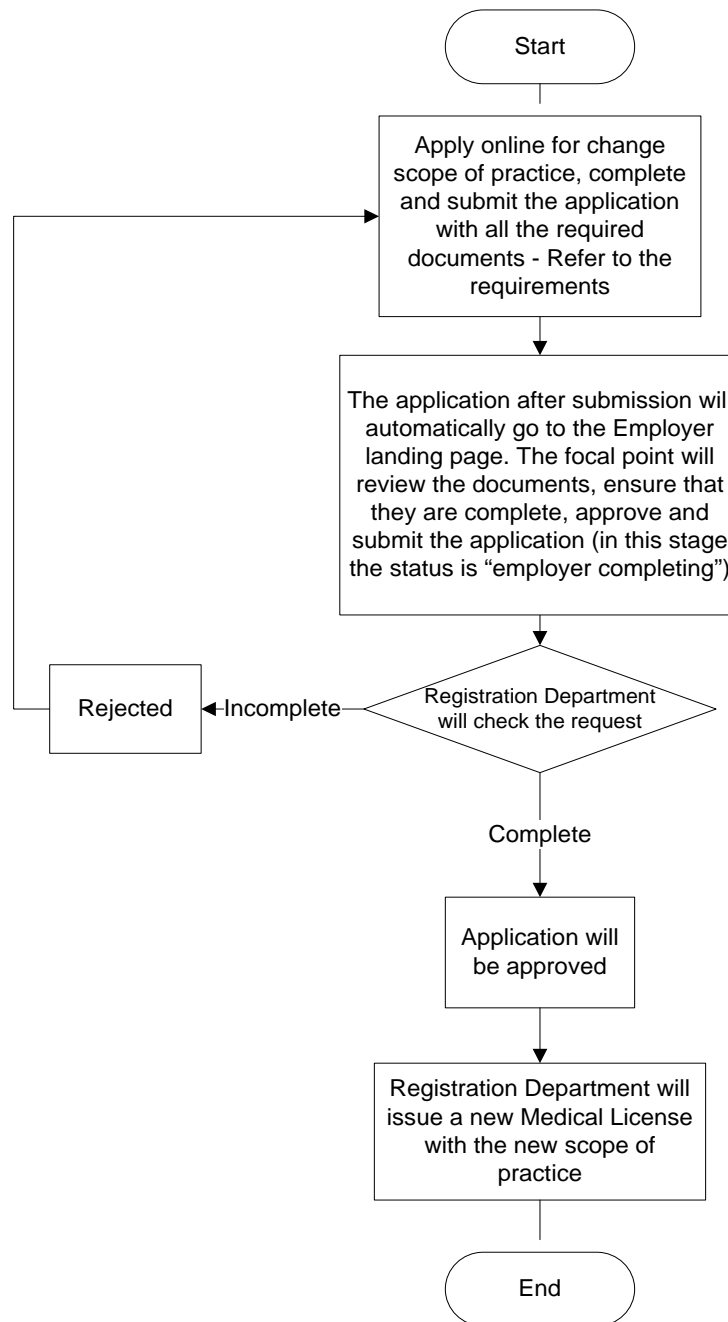 Start
Apply online for change
scope of practice, complete
and submit the application
with all the required
documents - Refer to the
requirements
The application after submission wil
automatically go to the Employer
landing page. The focal point will
review the documents, ensure that
they are complete, approve and
submit the application (in this stage
the status is “employer completing”)
Registration Department
will check the request
Incomplete
Rejected
Complete
Application will
be approved
Registration Department will
issue a new Medical License
with the new scope of
practice
End